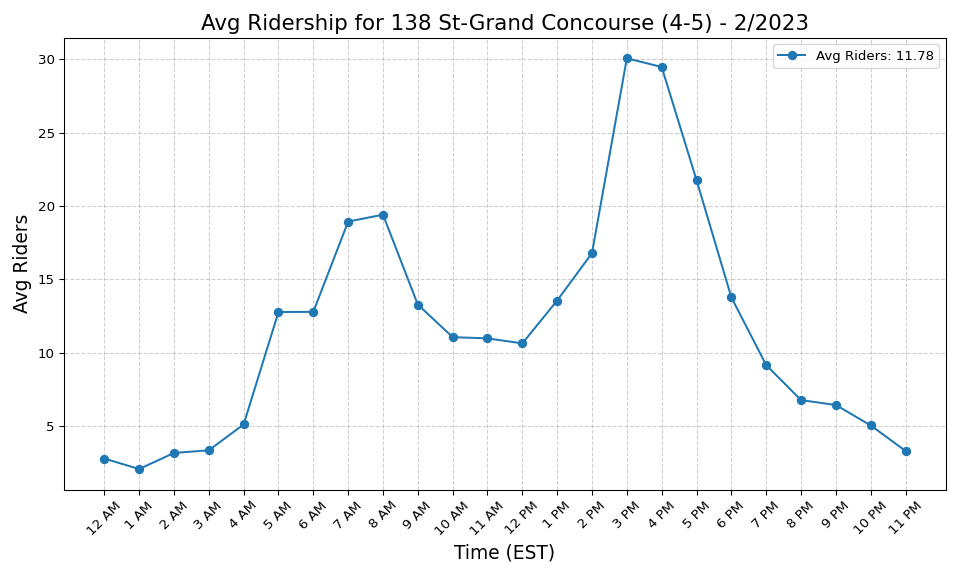 Avg Ridership for 138 St-Grand Concourse (4-5) - 2/2023
Avg Riders: 11.78
Avg Riders
30
25
20
15
10
5
12 AM
1 AM
2 AM
3 AM
4 AM
5 AM
6 AM
7 AM
8 AM
9 AM
10 AM
11 AM
12 PM
1 PM
2 PM
3 PM
4 PM
5 PM
6 PM
7 PM
8 PM
9 PM
10 PM
11 PM
Time (EST)